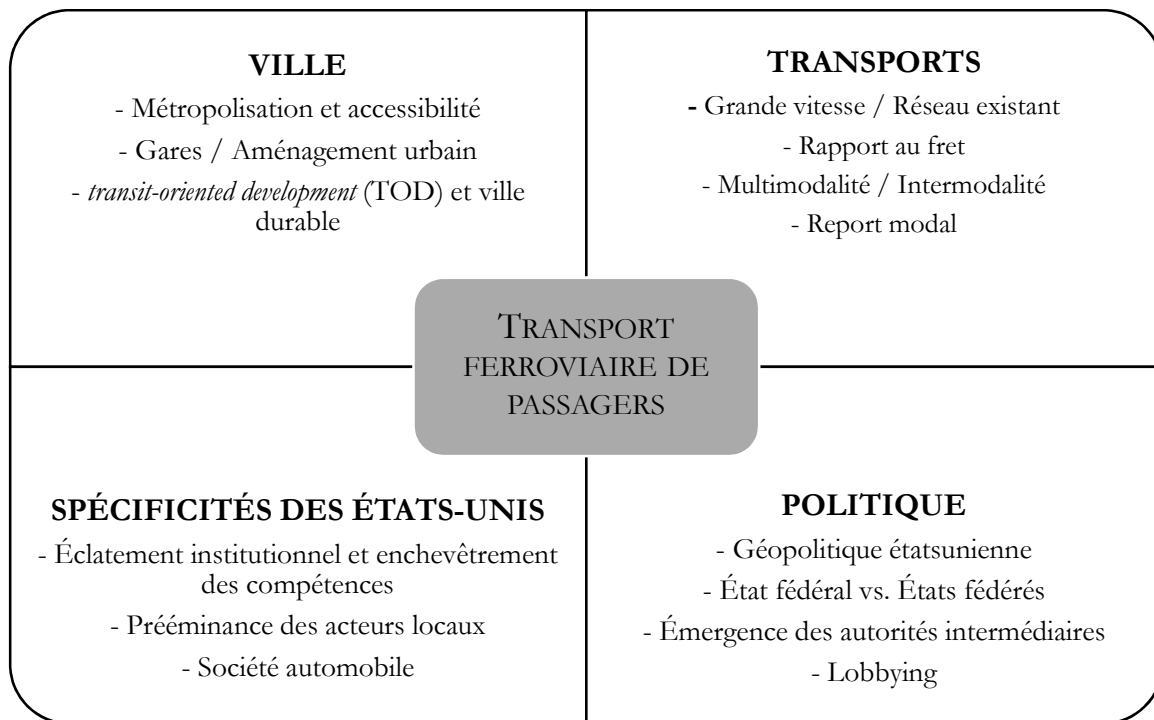 VILLE
- Métropolisation et accessibilité
- Gares / Aménagement urbain
- transit-oriented development (TOD) et ville
durable
TRANSPORTS
- Grande vitesse / Réseau existant
- Rapport au fret
- Multimodalité / Intermodalité
- Report modal
TRANSPORT
FERROVIAIRE DE
PASSAGERS
SPÉCIFICITÉS DES ÉTATS-UNIS
- Éclatement institutionnel et enchevêtrement
des compétences
- Prééminance des acteurs locaux
- Société automobile
POLITIQUE
- Géopolitique étatsunienne
- État fédéral vs. États fédérés
- Émergence des autorités intermédiaires
- Lobbying